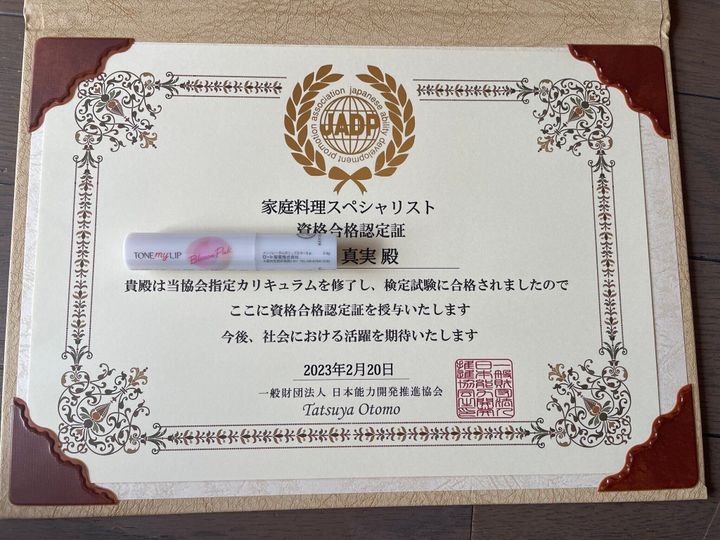 japanese ability development promotion association
JADP
家庭料理スペシャリスト
資格合格認定証
TONE my LIP Blossom Pink
ロート製薬株式会社
真実 殿
貴殿は当協会指定カリキュラムを修了し、検定試験に合格されましたので
ここに資格合格認定証を授与いたします
今後、社会における活躍を期待いたします
2023年2月20日
一般財団法人 日本能力開発推進協会
Tatsuya Otomo